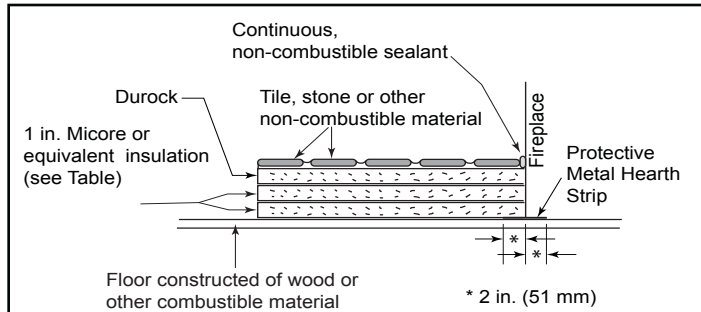 Continuous,
non-combustible sealant
Durock
Tile, stone or other
non-combustible material
1 in. Micore or
equivalent insulation
(see Table)
Fireplace
Protective
Metal Hearth
Strip
*
*
Floor constructed of wood or
other combustible material
* 2 in. (51 mm)